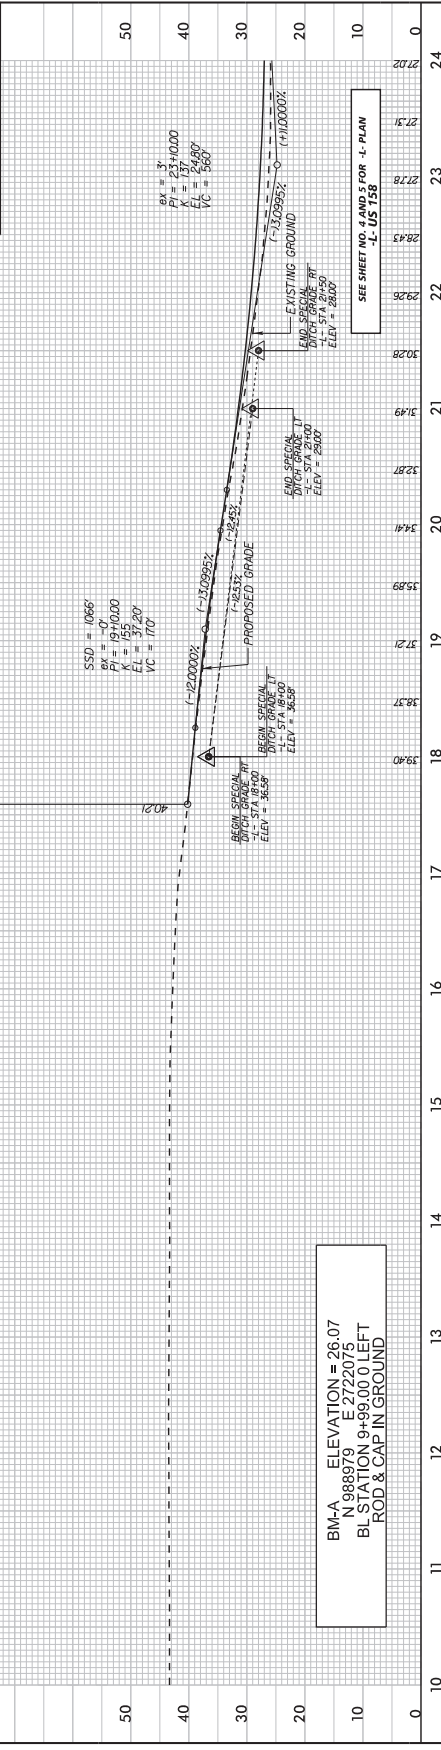 50
40
30
20
10
0
50
40
30
20
10
0
10
11
12
13
14
15
16
17
18
19
20
21
22
23
24
BM-A ELEVATION = 26.07
N 988979 E 2722075
BL STATION 9+99.00 0 LEFT
ROD & CAP IN GROUND
40.21
BEGIN SPECIAL
DITCH GRADE RT
-L- STA 18+00
ELEV = 36.58'
BEGIN SPECIAL
DITCH GRADE LT
-L- STA 18+00
ELEV = 36.58'
SSD = 1066'
ex = -0'
PI = 19+10.00
K = 155
EL = 37.20'
VC = 170'
(-)2.0000%
(-)3.0995%
(-)2.45%
(-)2.53%
PROPOSED GRADE
END SPECIAL
DITCH GRADE LT
-L- STA 21+00
ELEV = 29.00'
END SPECIAL
DITCH GRADE RT
-L- STA 21+50
ELEV = 28.00'
EXISTING GROUND
ex = 3'
PI = 23+10.00
K = 137
EL = 24.80'
VC = 560'
(-)3.0995%
(+)1.0000%
SEE SHEET NO. 4 AND 5 FOR -L- PLAN
-L- US 158
39.40
38.37
37.21
35.89
34.41
32.87
31.49
30.28
29.26
28.43
27.78
27.31
27.02